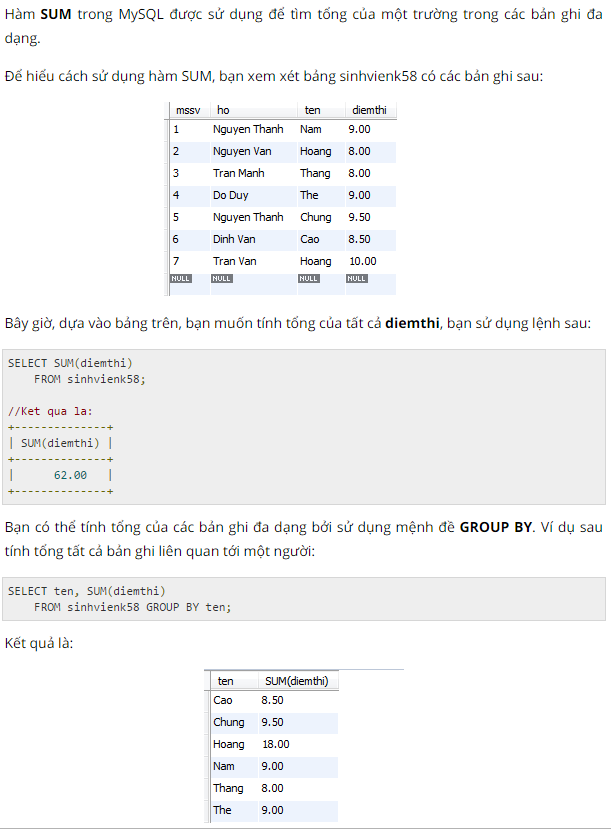 Hàm SUM trong MySQL được sử dụng để tìm tổng của một trường trong các bản ghi đa
dạng.
Để hiểu cách sử dụng hàm SUM, bạn xem xét bảng sinhvienk58 có các bản ghi sau:
mssv ho ten diemthi
1 Nguyen Thanh Nam 9.00
2 Nguyen Van Hoang 8.00
3 Tran Manh Thang 8.00
4 Do Duy The 9.00
5 Nguyen Thanh Chung 9.50
6 Dinh Van Cao 8.50
7 Tran Van Hoang 10.00
NULL NULL NULL NULL
Bây giờ, dựa vào bảng trên, bạn muốn tính tổng của tất cả diemthi, bạn sử dụng lệnh sau:
SELECT SUM(diemthi)
FROM sinhvienk58;
//Ket qua la:
+--------------+
| SUM(diemthi) |
+--------------+
| 62.00 |
+--------------+
Bạn có thể tính tổng của các bản ghi đa dạng bởi sử dụng mệnh đề GROUP BY. Ví dụ sau
tính tổng tất cả bản ghi liên quan tới một người:
SELECT ten, SUM(diemthi)
FROM sinhvienk58 GROUP BY ten;
Kết quả là:
ten SUM(diemthi)
Cao 8.50
Chung 9.50
Hoang 18.00
Nam 9.00
Thang 8.00
The 9.00